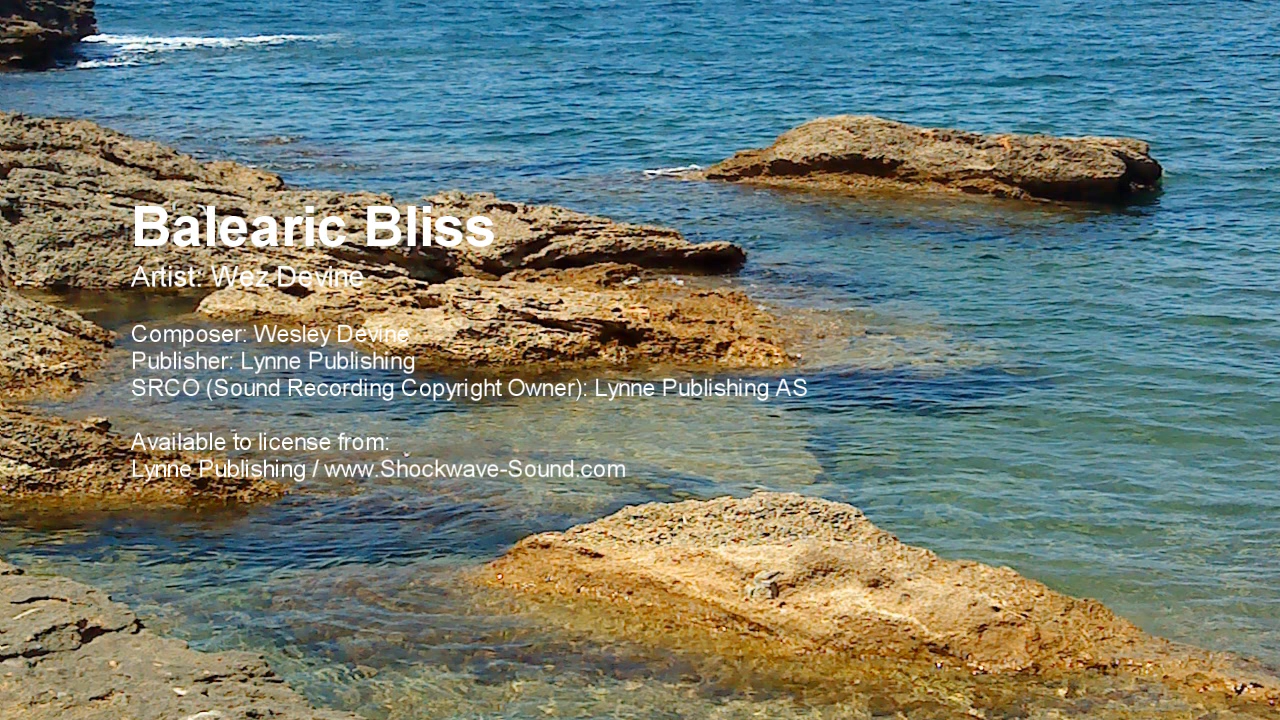 Balearic Bliss
Artist: Wez Devine
Composer: Wesley Devine
Publisher: Lynne Publishing
SRCO (Sound Recording Copyright Owner): Lynne Publishing AS
Available to license from:
Lynne Publishing / www.Shockwave-Sound.com